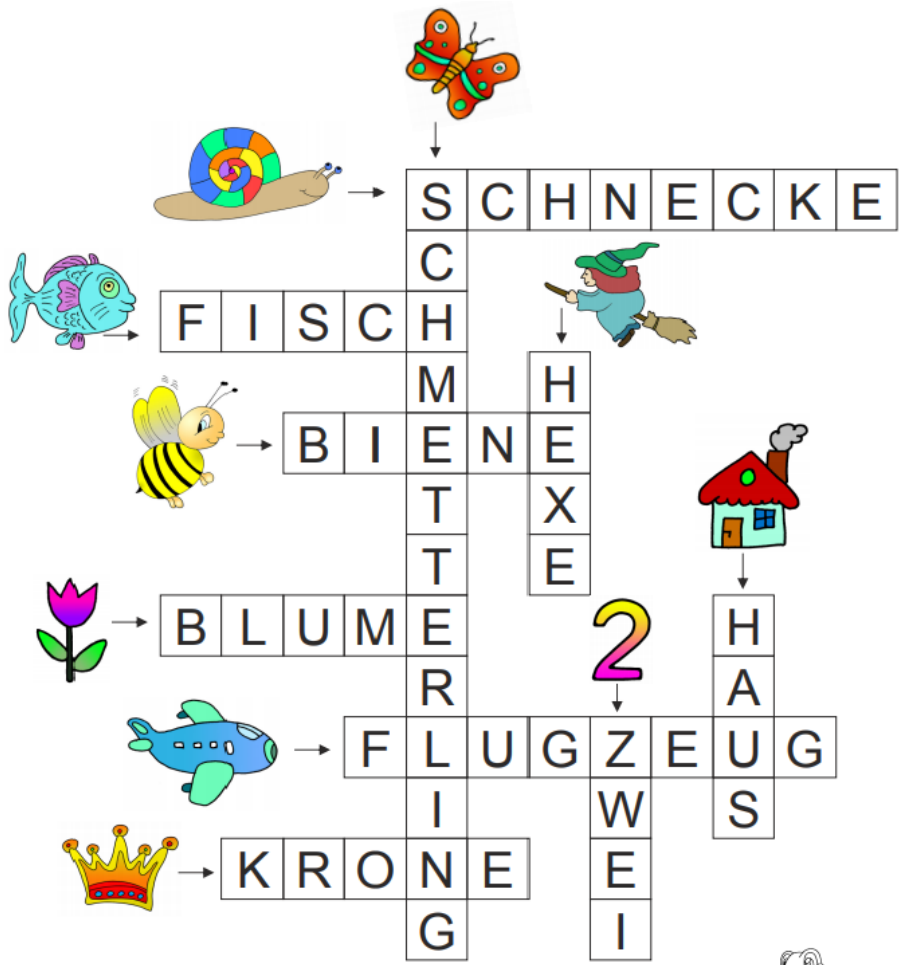 SCHNECKE
SCHMETTERLING
FISCH
HEXE
BIENE
HAUS
BLUME
2
FLUGZEUG
ZWEI
KRONE